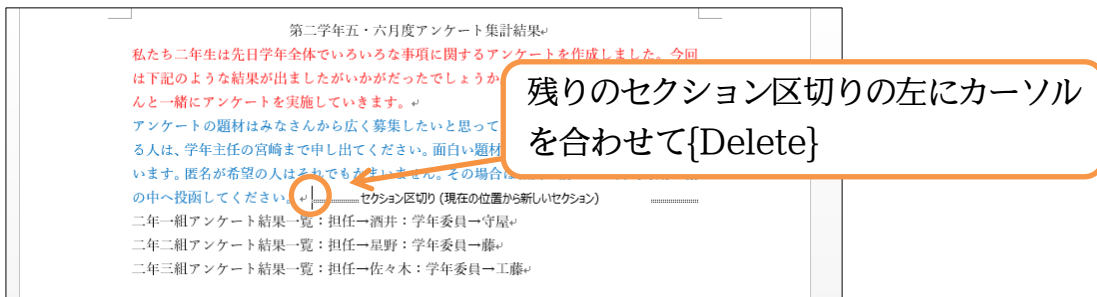 第二学年五・六月度アンケート集計結果↵
私たち二年生は先日学年全体でいろいろな事項に関するアンケートを作成しました。今回
は下記のような結果が出ましたがいかがだったでしょうか
んと一緒にアンケートを実施していきます。↵
アンケートの題材はみなさんから広く募集したいと思って
る人は、学年主任の宮崎まで申し出てください。面白い題材
います。匿名が希望の人はそれでもかまいません。その場合は
の中へ投函してください。↵ セクション区切り (現在の位置から新しいセクション)
残りのセクション区切りの左にカーソル
を合わせて{Delete}
二年一組アンケート結果一覧：担任→酒井：学年委員→守屋↵
二年二組アンケート結果一覧：担任→星野：学年委員→藤↵
二年三組アンケート結果一覧：担任→佐々木：学年委員→工藤↵